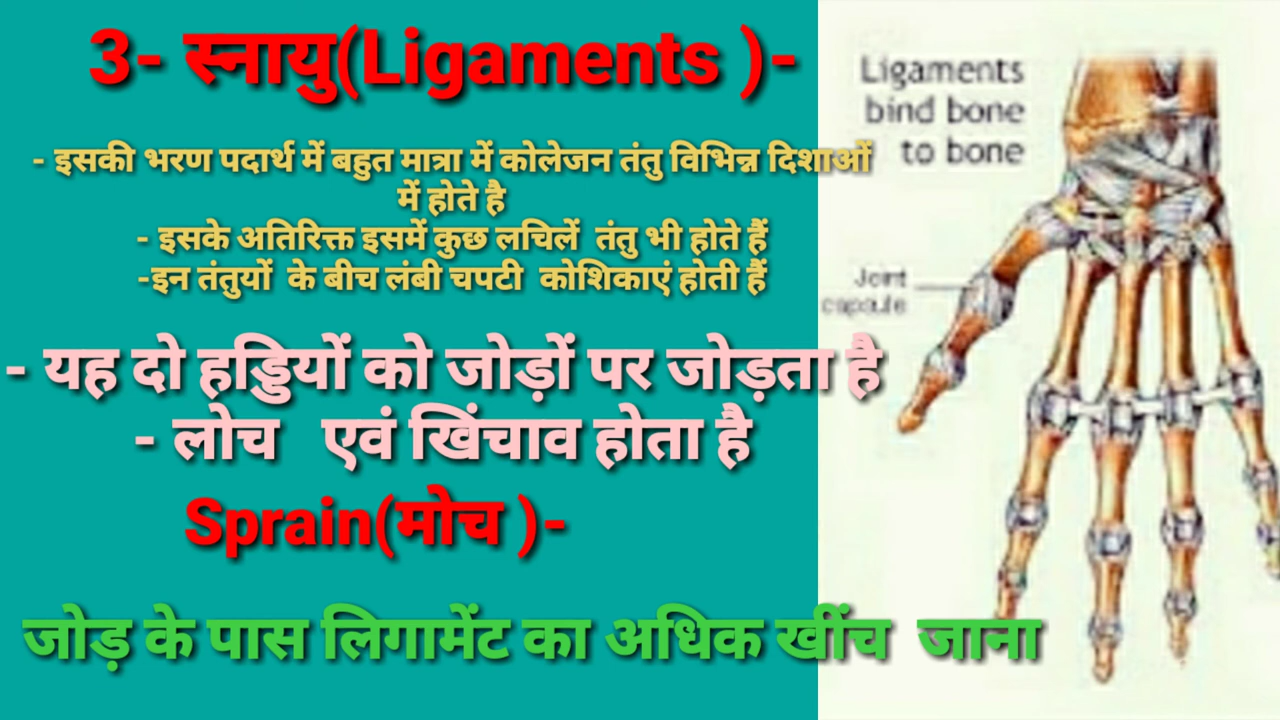 3- स्नायु(Ligaments )-
- इसकी भरण पदार्थ में बहुत मात्रा में कोलेजन तंतु विभिन्न दिशाओं
में होते है
- इसके अतिरिक्त इसमें कुछ लचिलें तंतु भी होते हैं
-इन तंतुयों के बीच लंबी चपटी कोशिकाएं होती हैं
- यह दो हड्डियों को जोड़ों पर जोड़ता है
- लोच एवं खिंचाव होता है
Sprain(मोच )-
जोड़ के पास लिगामेंट का अधिक खींच जाना
Ligaments
bind bone
to bone
Joint
capsule